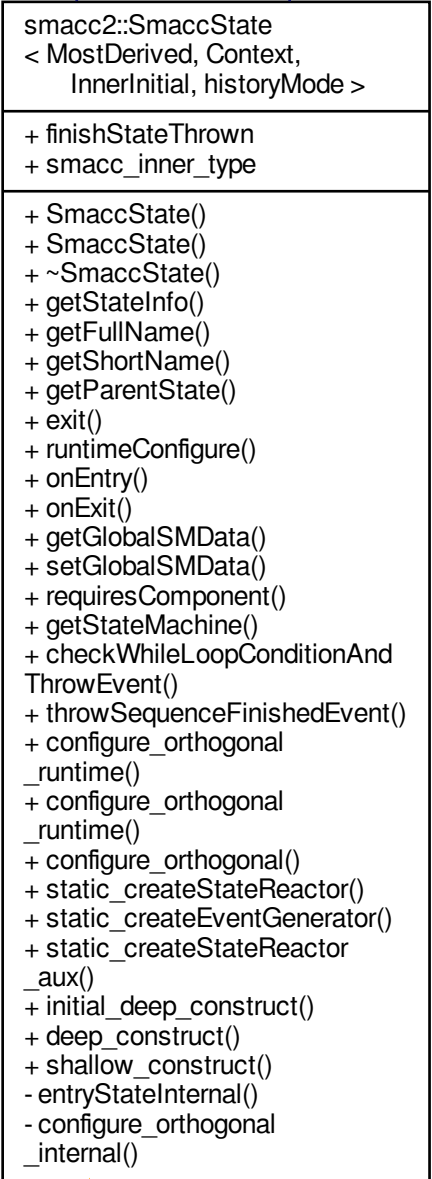 smacc2::SmaccState
< MostDerived, Context,
InnerInitial, historyMode >
+ finishStateThrown
+ smacc_inner_type
+ SmaccState()
+ SmaccState()
+ ~SmaccState()
+ getStateInfo()
+ getFullName()
+ getShortName()
+ getParentState()
+ exit()
+ runtimeConfigure()
+ onEntry()
+ onExit()
+ getGlobalSMData()
+ setGlobalSMData()
+ requiresComponent()
+ getStateMachine()
+ checkWhileLoopConditionAnd
ThrowEvent()
+ throwSequenceFinishedEvent()
+ configure_orthogonal
_runtime()
+ configure_orthogonal
_runtime()
+ configure_orthogonal()
+ static_createStateReactor()
+ static_createEventGenerator()
+ static_createStateReactor
_aux()
+ initial_deep_construct()
+ deep_construct()
+ shallow_construct()
- entryStateInternal()
- configure_orthogonal
_internal()